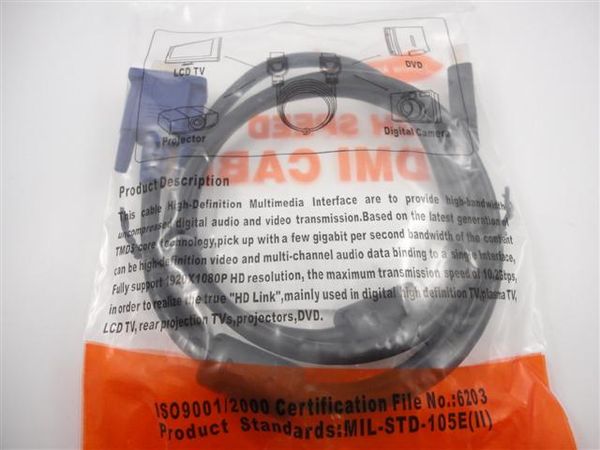 LCD TV
DVD
Projector
Digital Camera
SPEED
DMI CAB
Product Description
This cable High-Definition Multimedia Interface are to provide high-bandwidth,
uncompressed digital audio and video transmission.Based on the latest generation of
TMDS core technology,pick up with a few gigabit per second bandwidth of the content
can be high-definition video and multi-channel audio data binding to a single interface,
Fully support 1920X1080P HD resolution, the maximum transmission speed of 10.2Gbps,
in order to realize the true "HD Link",mainly used in digital high definition TV,plasma TV,
LCD TV, rear projection TVs,projectors,DVD.
ISO9001/2000 Certification File No.:6203
Product Standards:MIL-STD-105E(II)